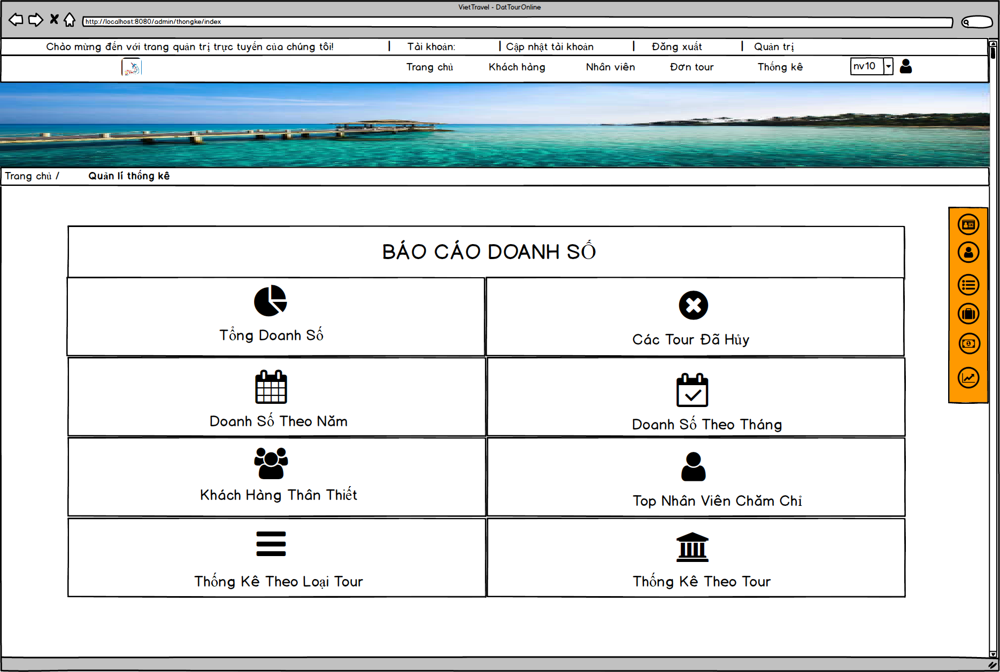 VietTravel - DatTourOnline
http://localhost:8080/admin/thongke/index
Chào mừng đến với trang quản trị trực tuyến của chúng tôi! | Tài khoản: | Cập nhật tài khoản | Đăng xuất | Quản trị
Trang chủ Khách hàng Nhân viên Đơn tour Thống kê nv10
Trang chủ / Quản lí thống kê
BÁO CÁO DOANH SỐ
Tổng Doanh Số
Các Tour Đã Hủy
Doanh Số Theo Năm
Doanh Số Theo Tháng
Khách Hàng Thân Thiết
Top Nhân Viên Chăm Chỉ
Thống Kê Theo Loại Tour
Thống Kê Theo Tour